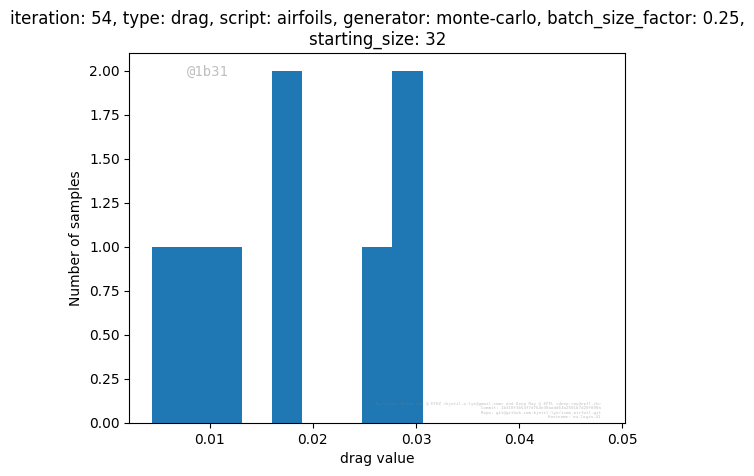 iteration: 54, type: drag, script: airfoils, generator: monte-carlo, batch_size_factor: 0.25,
starting_size: 32
@1b31
2.00
1.75
1.50
1.25
1.00
0.75
0.50
0.25
0.00
Number of samples
0.01
0.02
0.03
0.04
0.05
drag value